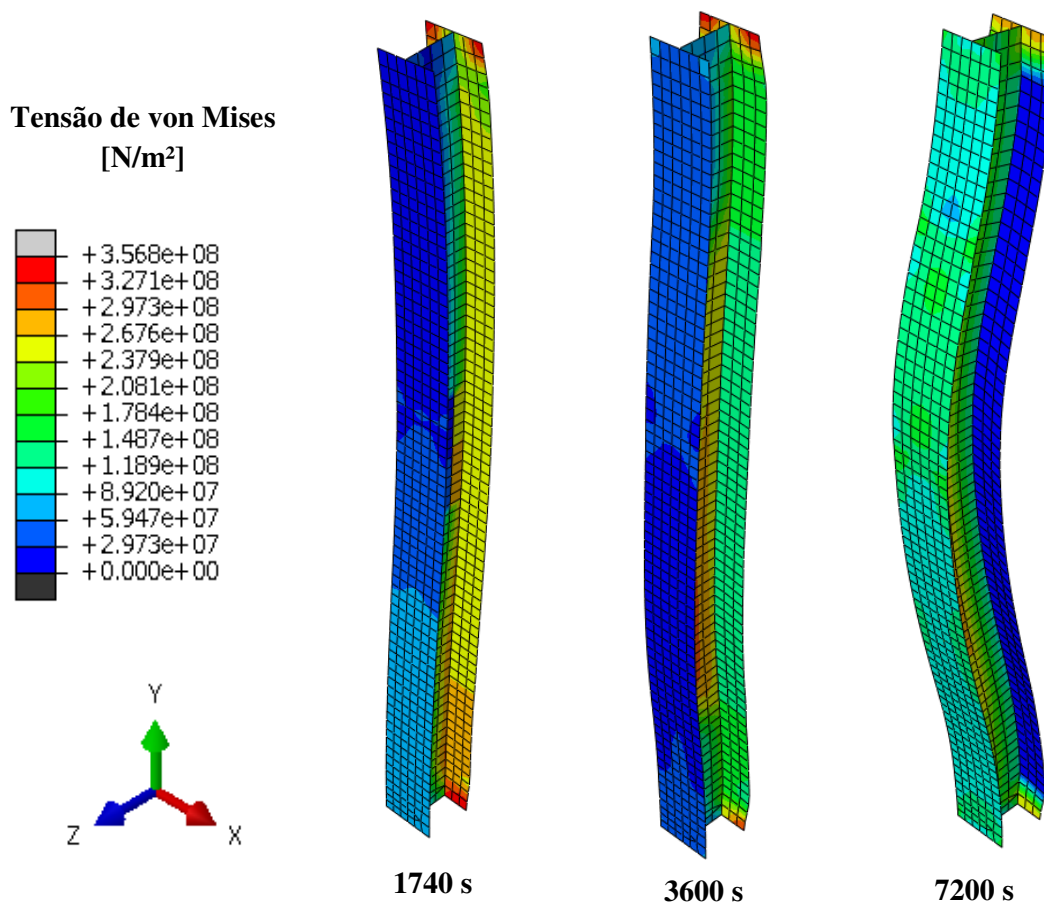 Tensão de von Mises
[N/m²]
+3.568e+08
+3.271e+08
+2.973e+08
+2.676e+08
+2.379e+08
+2.081e+08
+1.784e+08
+1.487e+08
+1.189e+08
+8.920e+07
+5.947e+07
+2.973e+07
+0.000e+00
Y
Z
X
1740 s
3600 s
7200 s